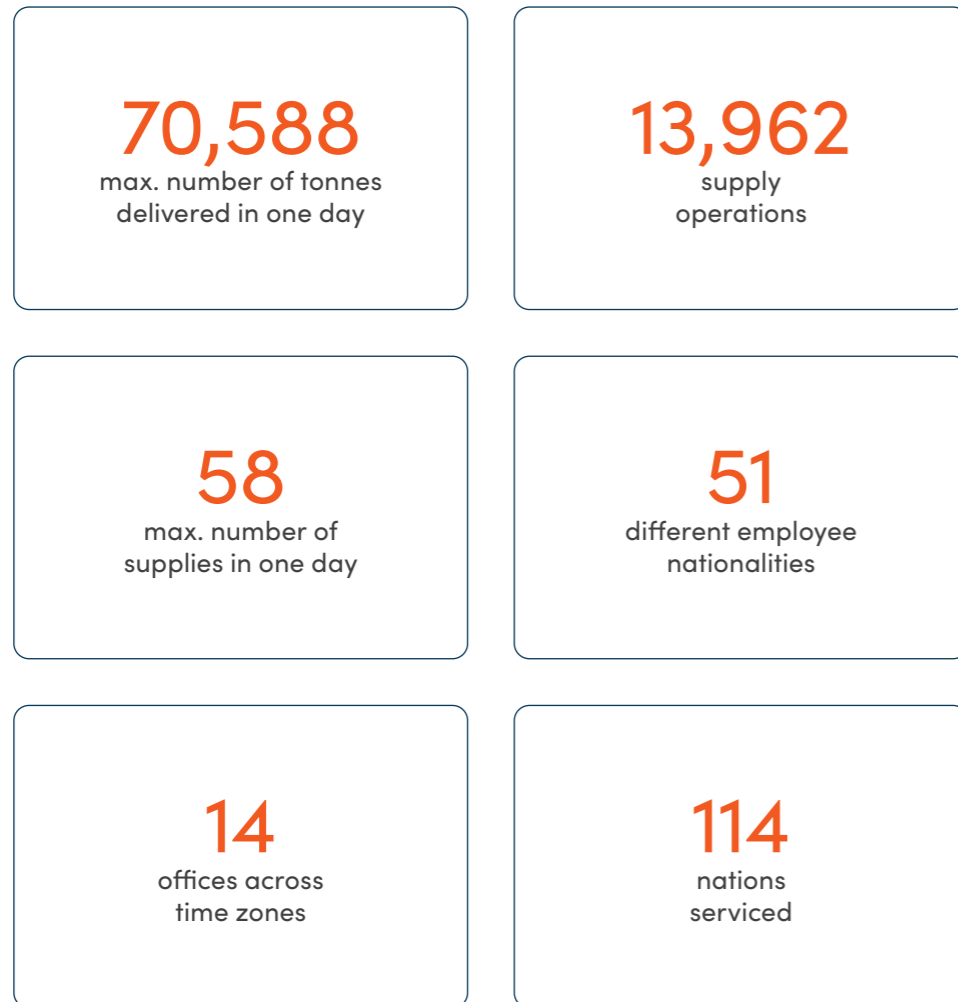 70,588
max. number of tonnes
delivered in one day
13,962
supply
operations
58
max. number of
supplies in one day
51
different employee
nationalities
14
offices across
time zones
114
nations
serviced